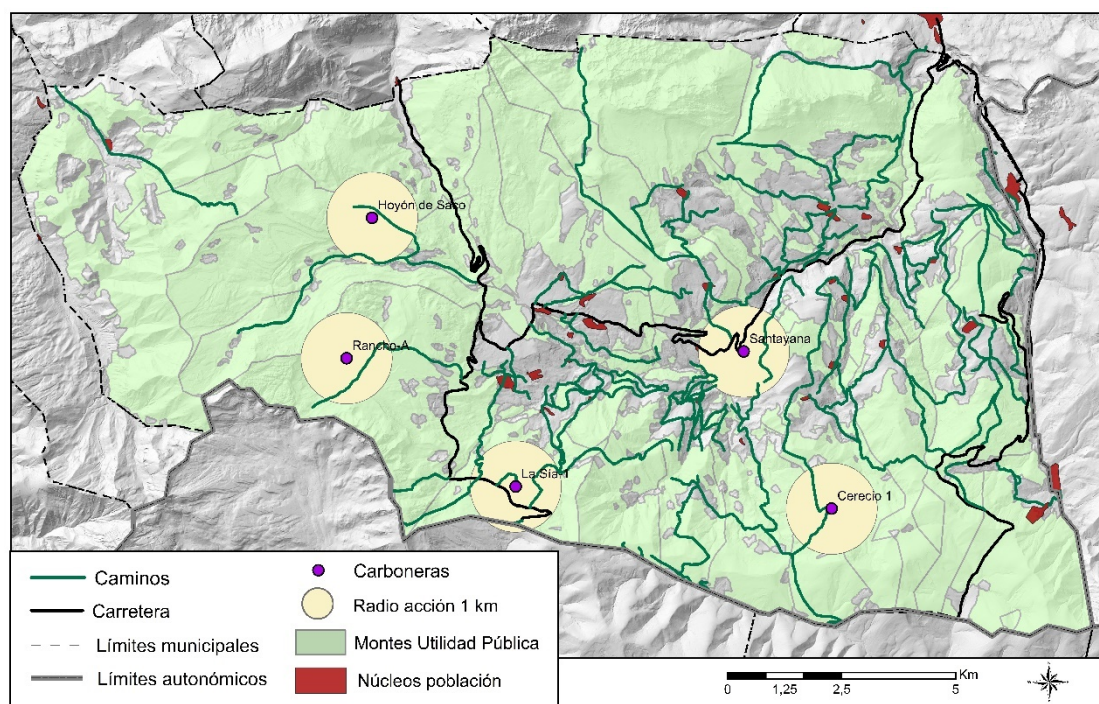 Hoyón de Saco
Rancho-A
Santayana
La Sía-1
Cerecio 1
Caminos
Carretera
Límites municipales
Límites autonómicos
Carboneras
Radio acción 1 km
Montes Utilidad Pública
Núcleos población
Km
0 1,25 2,5 5